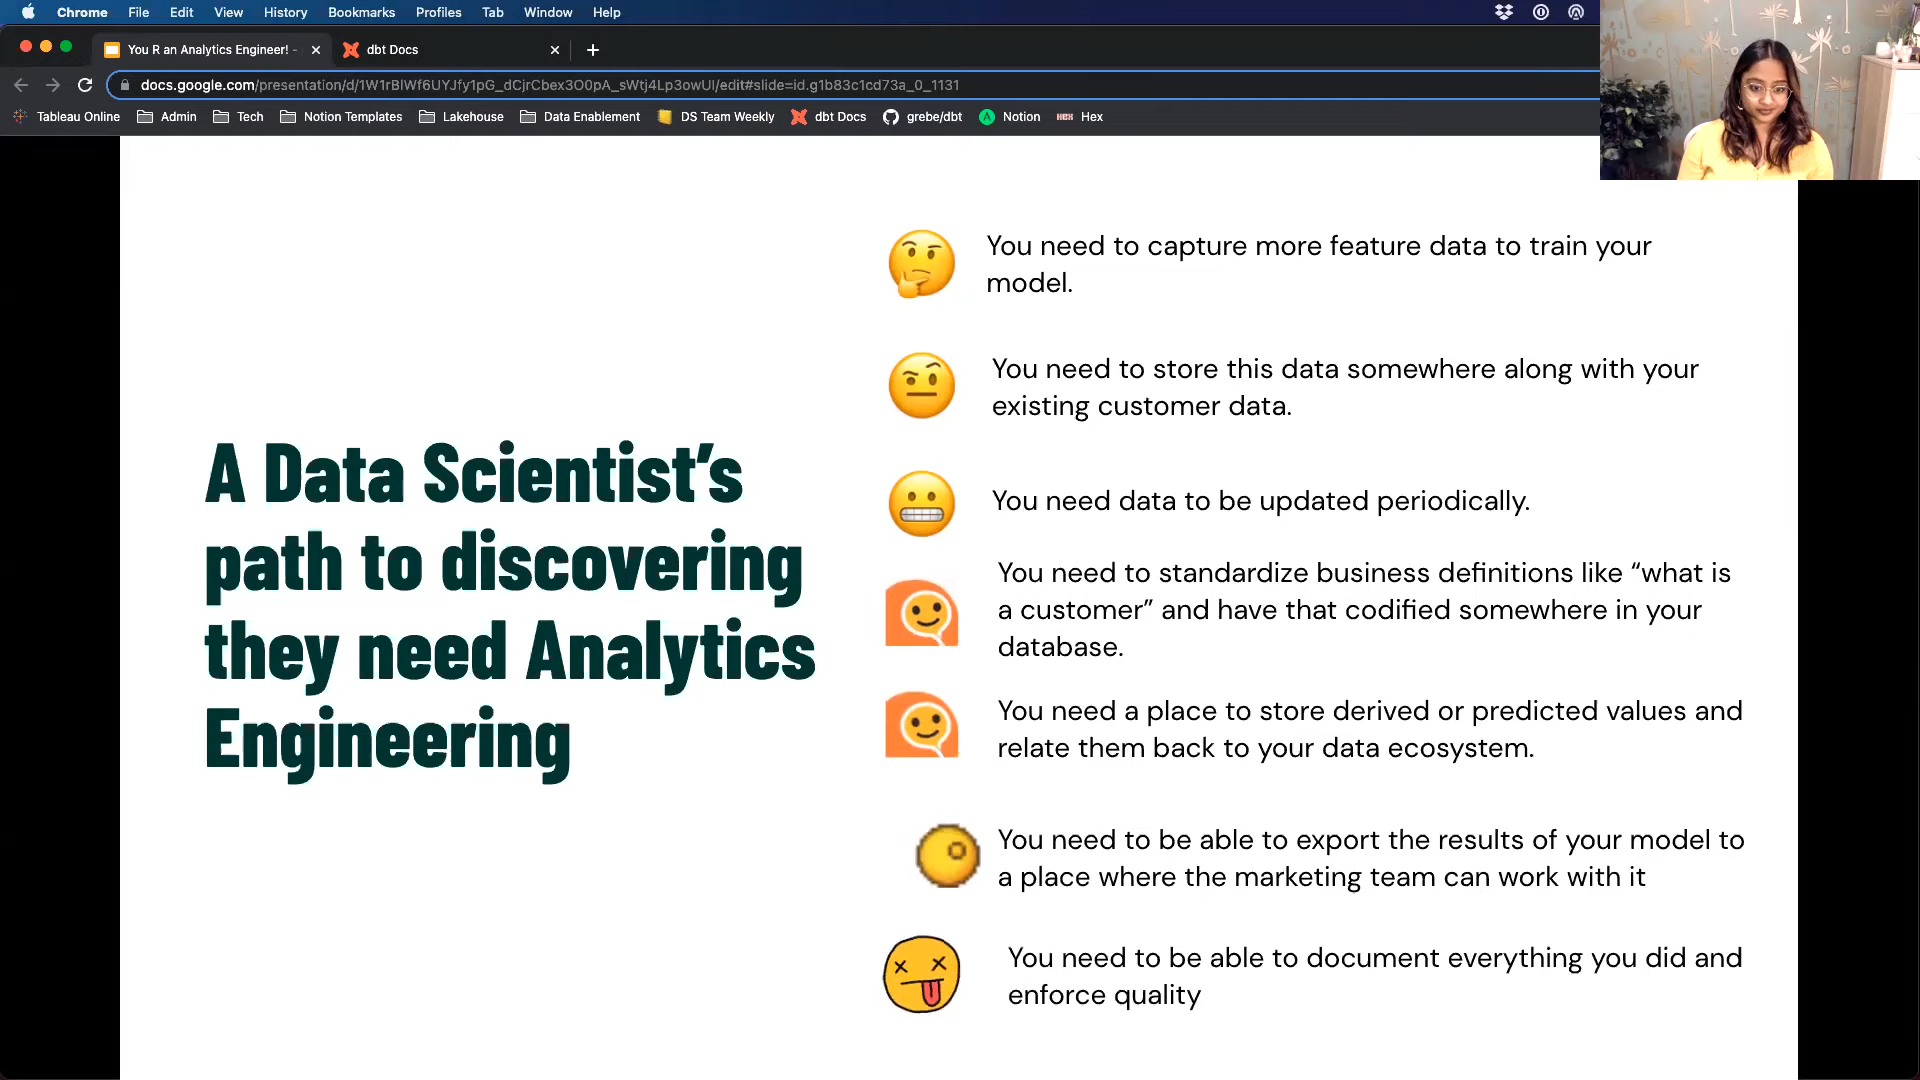 Chrome File Edit View History Bookmarks Profiles Tab Window Help
You R an Analytics Engineer! - dbt Docs
docs.google.com/presentation/d/1W1rBlWf6UYJfy1pG_dCjrCbex3O0pA_sWtj4Lp3owUI/edit#slide=id.g1b83c1cd73a_0_1131
Tableau Online Admin Tech Notion Templates Lakehouse Data Enablement DS Team Weekly dbt Docs grebe/dbt A Notion HEX Hex
A Data Scientist’s
path to discovering
they need Analytics
Engineering
You need to capture more feature data to train your
model.
You need to store this data somewhere along with your
existing customer data.
You need data to be updated periodically.
You need to standardize business definitions like “what is
a customer” and have that codified somewhere in your
database.
You need a place to store derived or predicted values and
relate them back to your data ecosystem.
You need to be able to export the results of your model to
a place where the marketing team can work with it
You need to be able to document everything you did and
enforce quality